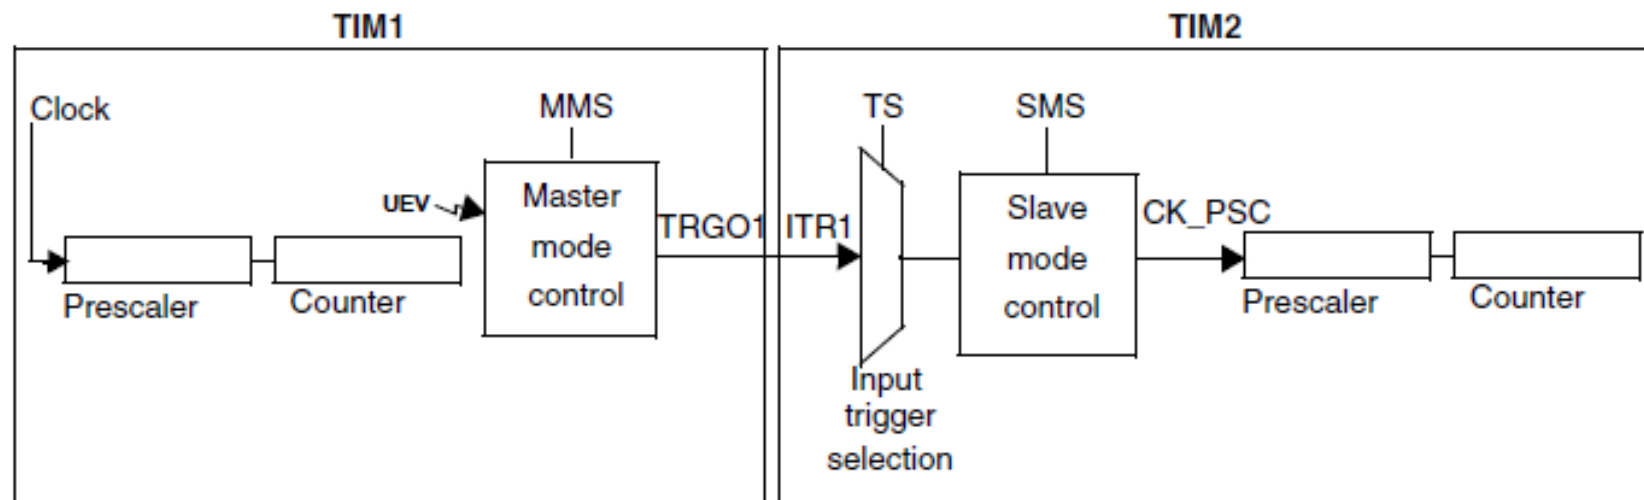 TIM1
TIM2
Clock
MMS
TS
SMS
UEV
Master
mode
control
TRGO1
ITR1
Slave
mode
control
CK_PSC
Prescaler
Counter
Prescaler
Counter
Input
trigger
selection